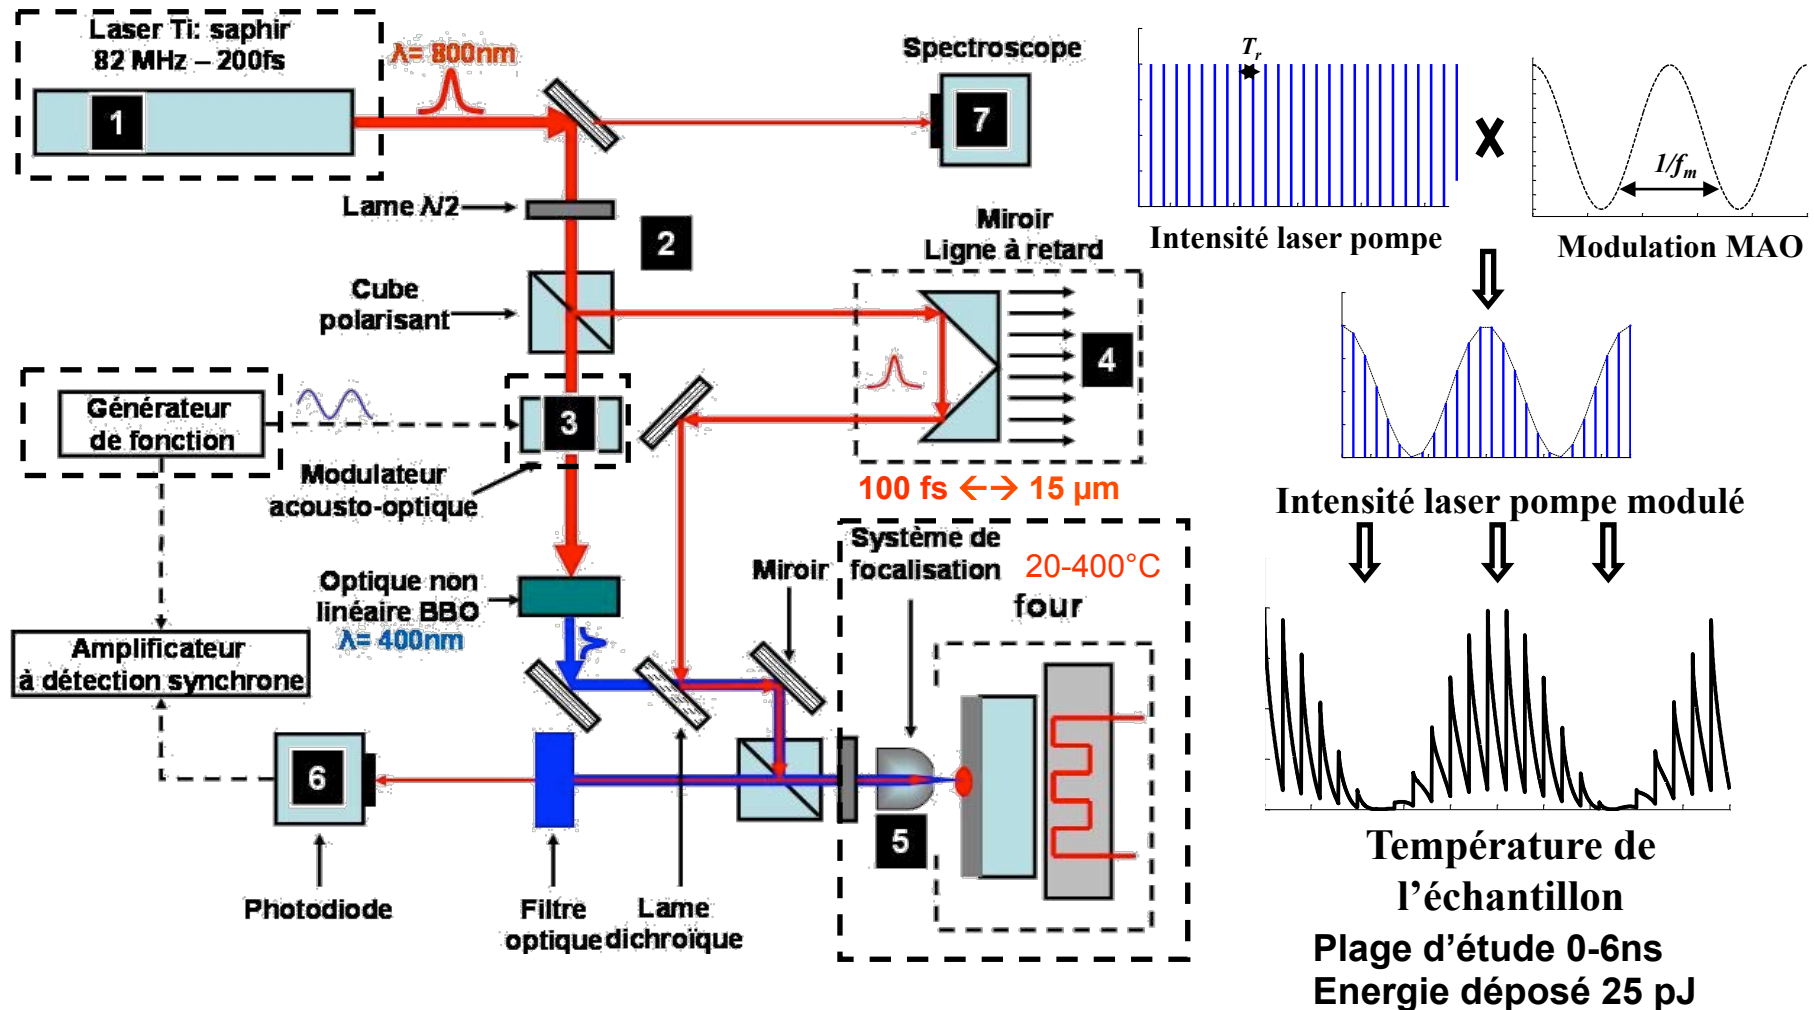 Laser Ti: saphir
82 MHz – 200fs
λ= 800nm
1
Spectroscope
7
Lame λ/2
2
Miroir
Ligne à retard
Cube
polarisant
4
Générateur
de fonction
3
Modulateur
acousto-optique
100 fs ←→ 15 µm
Système de
focalisation
20-400°C
four
Miroir
Optique non
linéaire BBO
λ= 400nm
Amplificateur
à détection synchrone
6
5
Photodiode
Filtre
optique
Lame
dichroïque
T_r
X
1/f_m
Intensité laser pompe
Modulation MAO
Intensité laser pompe modulé
Température de
l’échantillon
Plage d’étude 0-6ns
Energie déposé 25 pJ